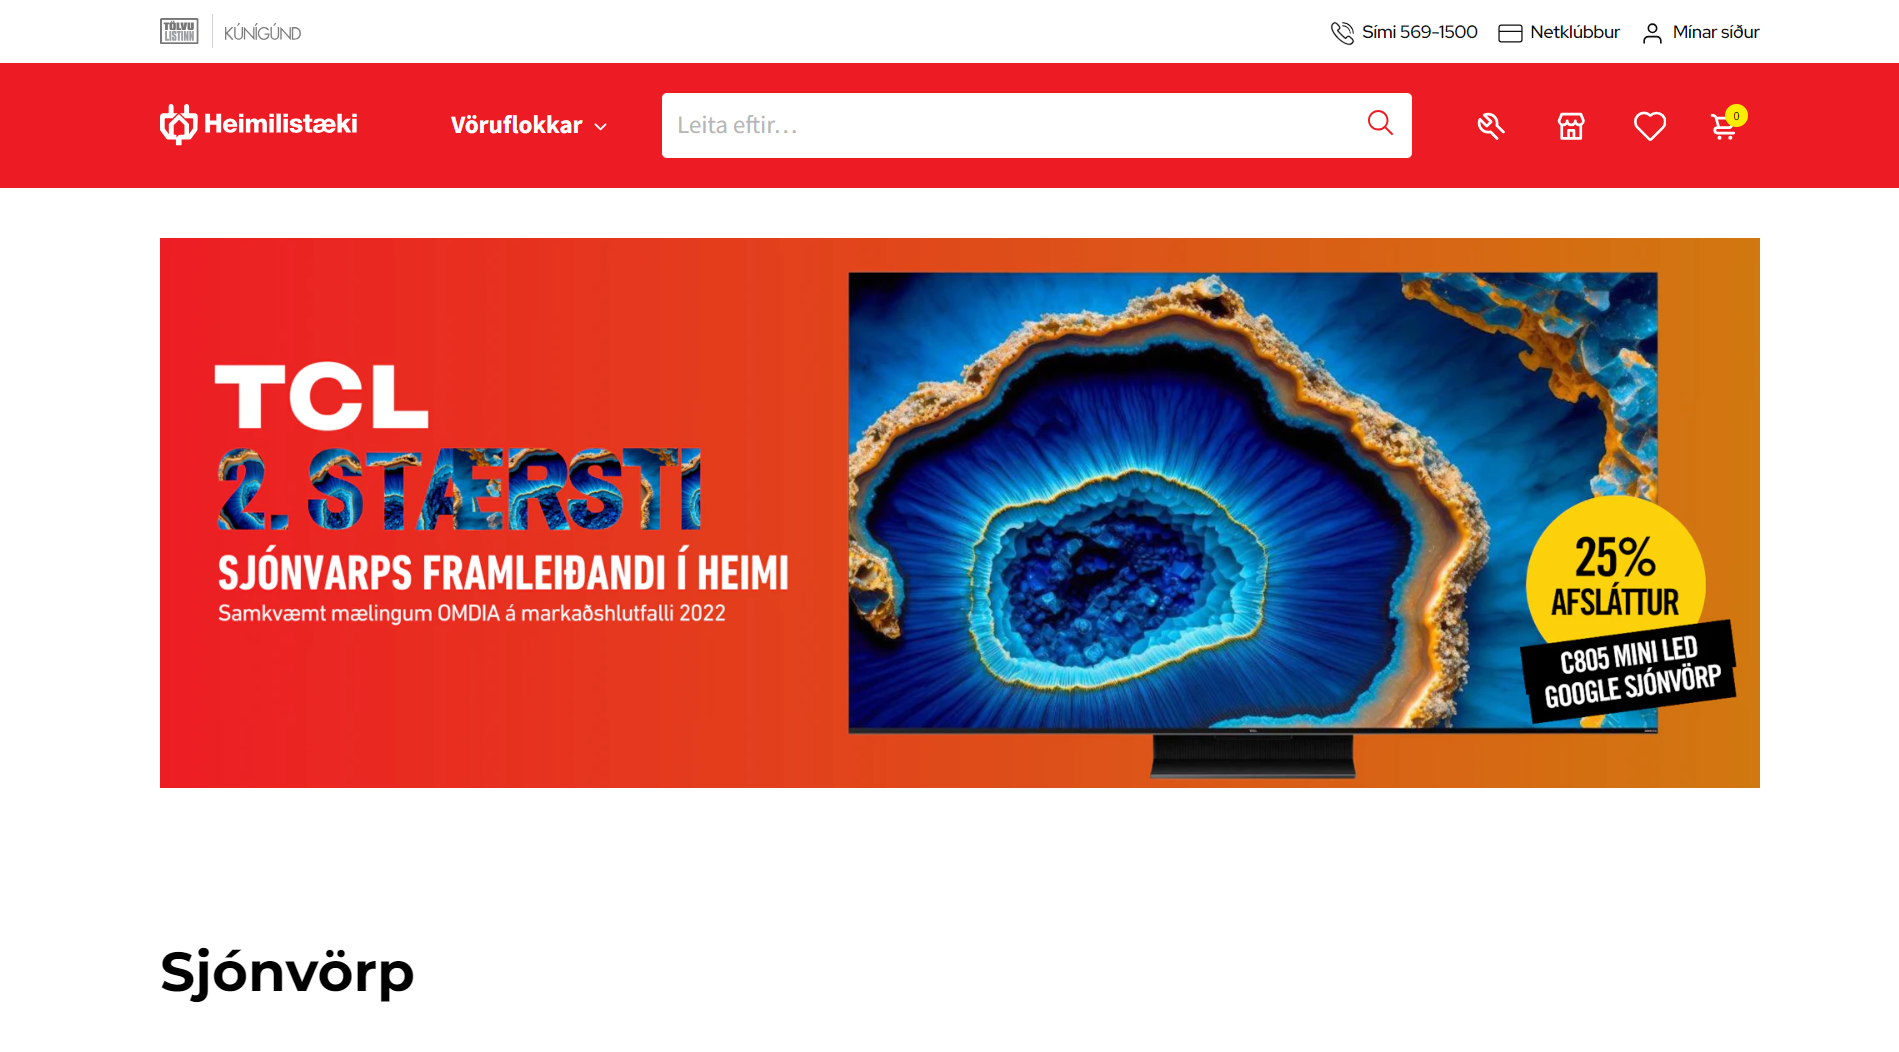 TÖLVU
LISTINN
KÚNÍGÚND
Sími 569-1500
Netklúbbur
Mínar síður
Heimilistæki
Vöruflokkar
Leita eftir...
0
TCL
2. STÆRSTI
SJÓNVARPS FRAMLEIÐANDI Í HEIMI
Samkvæmt mælingum OMDIA á markaðshlutfalli 2022
25%
AFSLÁTTUR
C805 MINI LED
GOOGLE SJÓNVÖRP
TCL
Sjónvörp